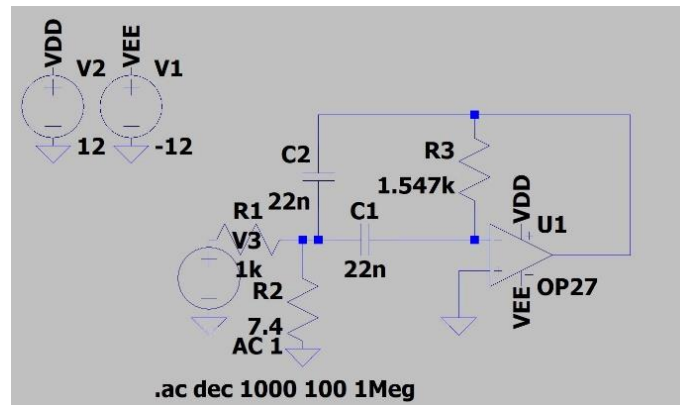 VDD
V2
12
VEE
V1
-12
C2
22n
R3
1.547k
R1
V3
1k
C1
22n
R2
7.4
AC 1
VDD
U1
OP27
VEE
.ac dec 1000 100 1Meg